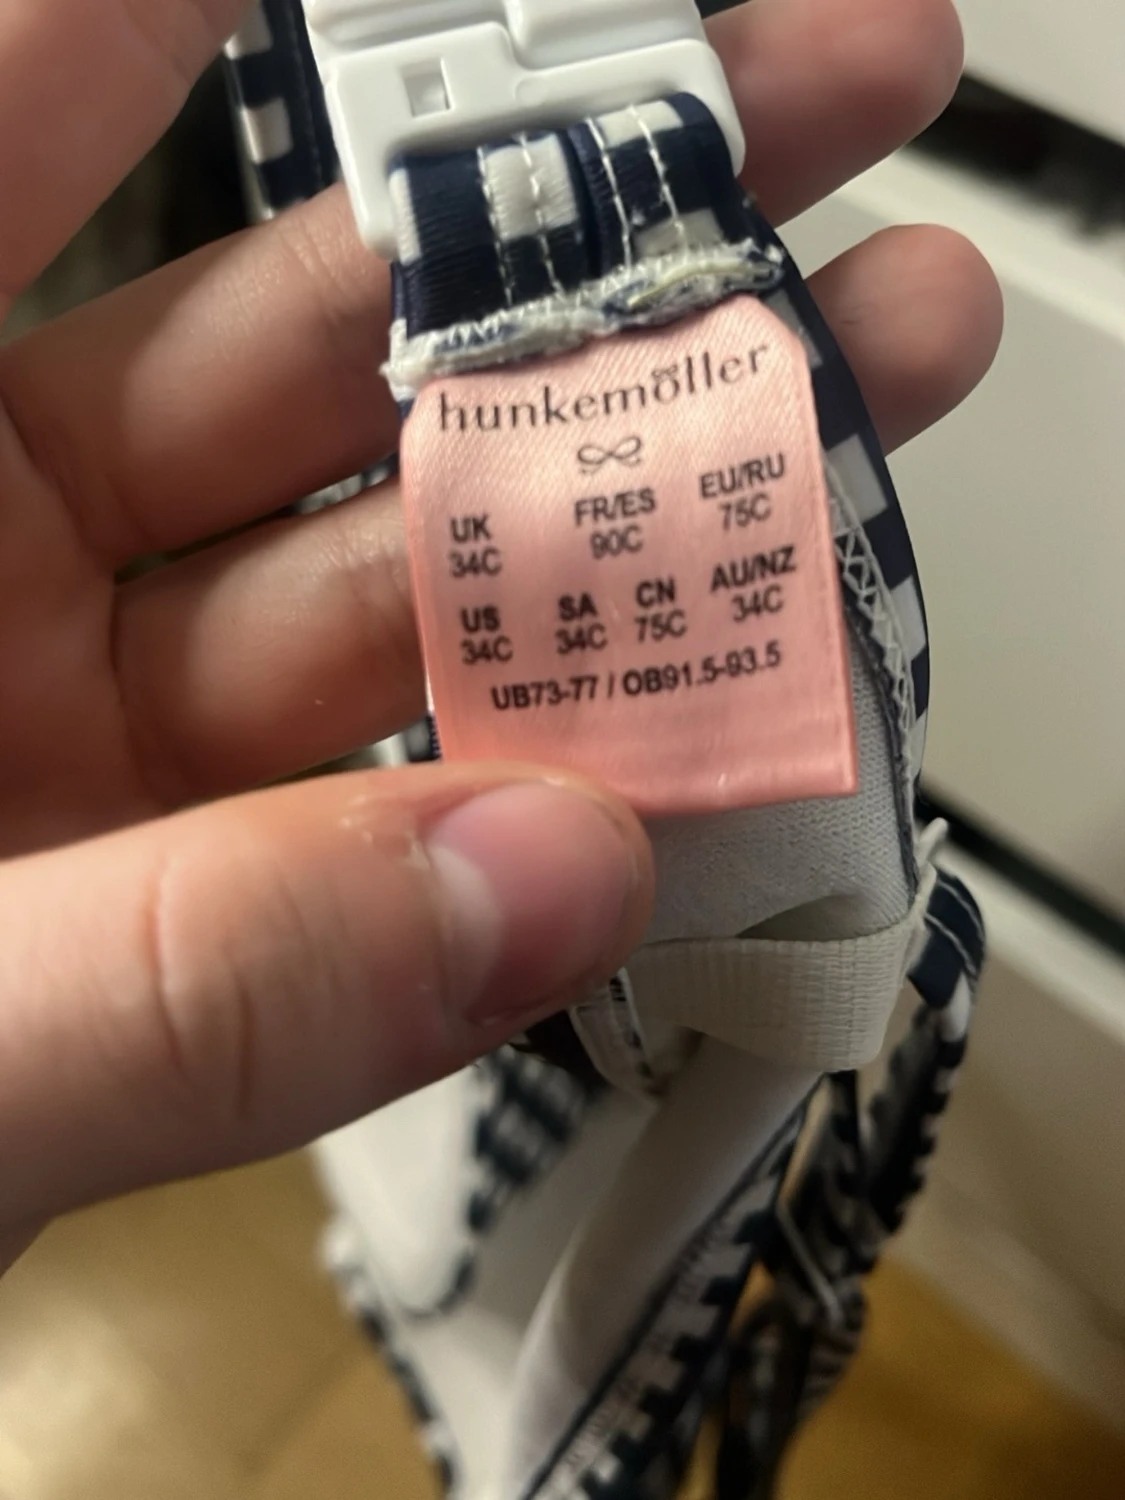 hunkemöller
UK FR/ES EU/RU
34C 90C 75C
US SA CN AU/NZ
34C 34C 75C 34C
UB73-77 / OB91.5-93.5